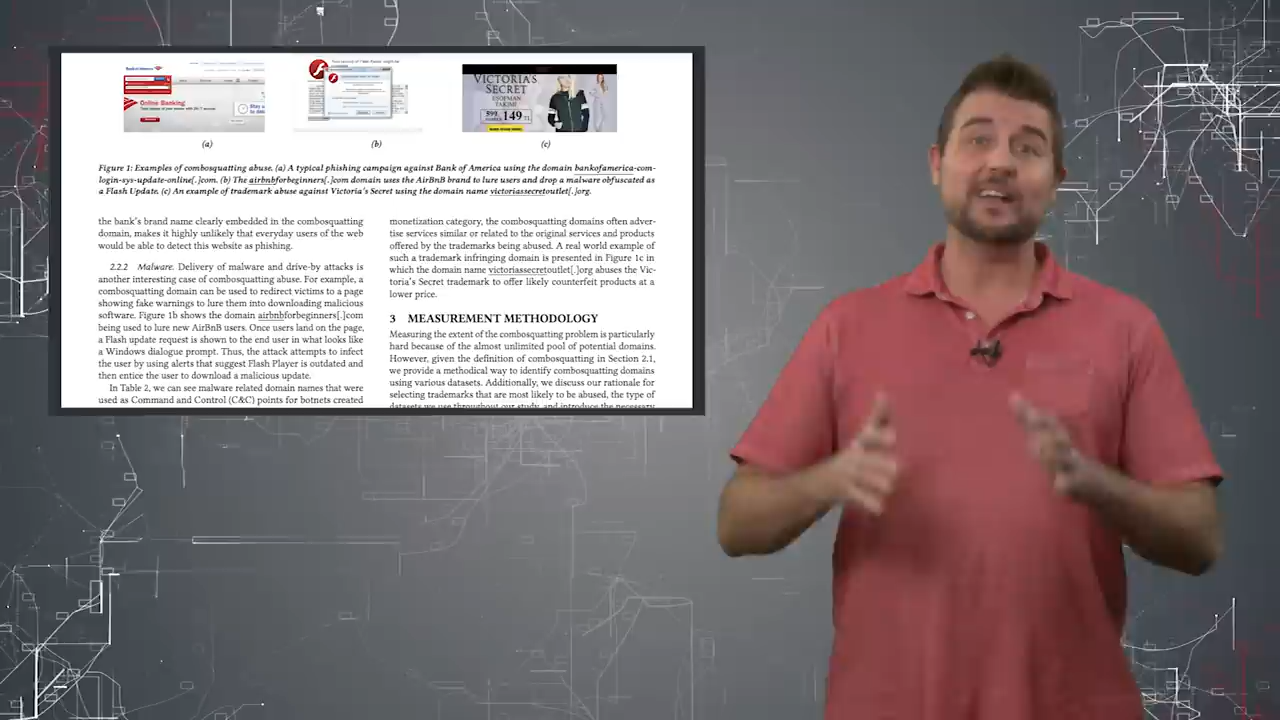 Bank of America
Online Banking
VICTORIA'S
SECRET
149
(a)
(b)
(c)
Figure 1: Examples of combosquatting abuse. (a) A typical phishing campaign against Bank of America using the domain bankofamerica-com-
login-sys-update-online[.]com. (b) The airbnbforbeginners[.]com domain uses the AirBnB brand to lure users and drop a malware obfuscated as
a Flash Update. (c) An example of trademark abuse against Victoria's Secret using the domain name victoriassecretoutlet[.]org.
the bank's brand name clearly embedded in the combosquatting
domain, makes it highly unlikely that everyday users of the web
would be able to detect this website as phishing.
2.2.2 Malware. Delivery of malware and drive-by attacks is
another interesting case of combosquatting abuse. For example, a
combosquatting domain can be used to redirect victims to a page
showing fake warnings to lure them into downloading malicious
software. Figure 1b shows the domain airbnbforbeginners[.]com
being used to lure new AirBnB users. Once users land on the page,
a Flash update request is shown to the end user in what looks like
a Windows dialogue prompt. Thus, the attack attempts to infect
the user by using alerts that suggest Flash Player is outdated and
then entice the user to download a malicious update.
In Table 2, we can see malware related domain names that were
used as Command and Control (C&C) points for botnets created
monetization category, the combosquatting domains often adver-
tise services similar or related to the original services and products
offered by the trademarks being abused. A real world example of
such a trademark infringing domain is presented in Figure 1c in
which the domain name victoriassecretoutlet[.]org abuses the Vic-
toria's Secret trademark to offer likely counterfeit products at a
lower price.
3 MEASUREMENT METHODOLOGY
Measuring the extent of the combosquatting problem is particularly
hard because of the almost unlimited pool of potential domains.
However, given the definition of combosquatting in Section 2.1,
we provide a methodical way to identify combosquatting domains
using various datasets. Additionally, we discuss our rationale for
selecting trademarks that are most likely to be abused, the type of
datasets we use throughout our study, and introduce the necessary